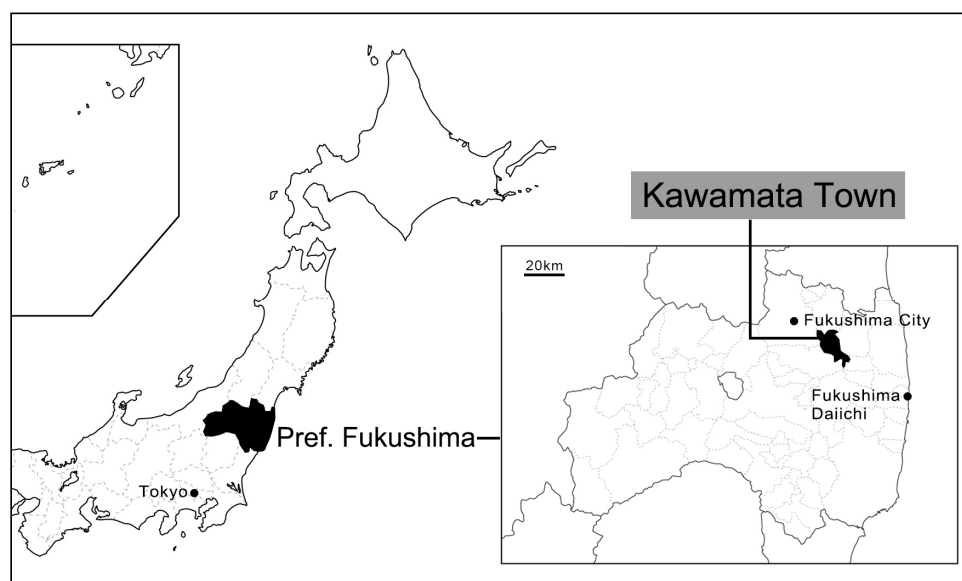 Kawamata Town
20km
Fukushima City
Fukushima
Daiichi
Pref. Fukushima
Tokyo